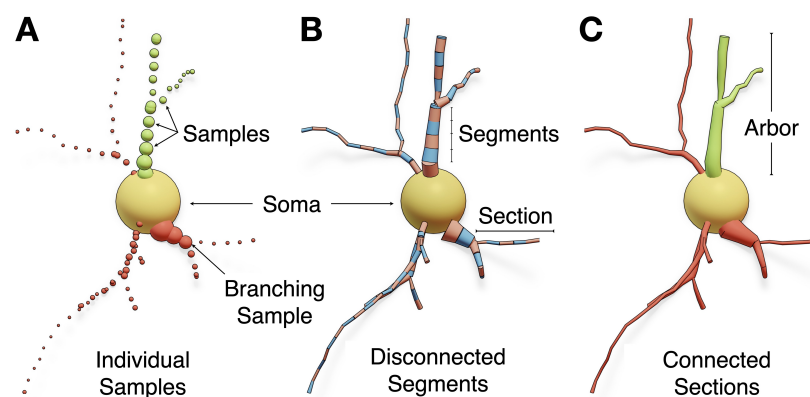 A
B
C
Samples
Segments
Arbor
Soma
Section
Branching
Sample
Individual
Samples
Disconnected
Segments
Connected
Sections